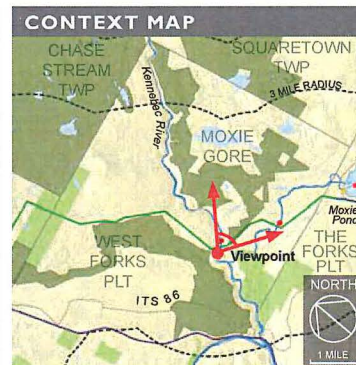 CONTEXT MAP
CHASE
STREAM
TWP
SQUARETOWN
TWP
Kennebec River
3 MILE RADIUS
MOXIE
GORE
Moxie
Pond
WEST
FORKS
PLT
Viewpoint
THE
FORKS
PLT
ITS 86
NORTH
1 MILE